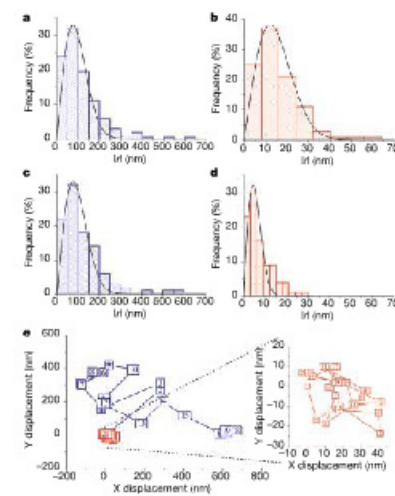 a
b
Frequency (%)
30
20
10
0
0 100 200 300 400 500 600 700
|r| (nm)
Frequency (%)
40
30
20
10
0
0 10 20 30 40 50 60 70
|r| (nm)
c
d
Frequency (%)
30
20
10
0
0 100 200 300 400 500 600 700
|r| (nm)
Frequency (%)
30
20
10
0
0 10 20 30 40 50 60 70
|r| (nm)
e
Y displacement (nm)
600
400
200
0
−200
−200 0 200 400 600 800
X displacement (nm)
Y displacement (nm)
20
10
0
−10
−20
−30
−10 0 10 20 30 40
X displacement (nm)